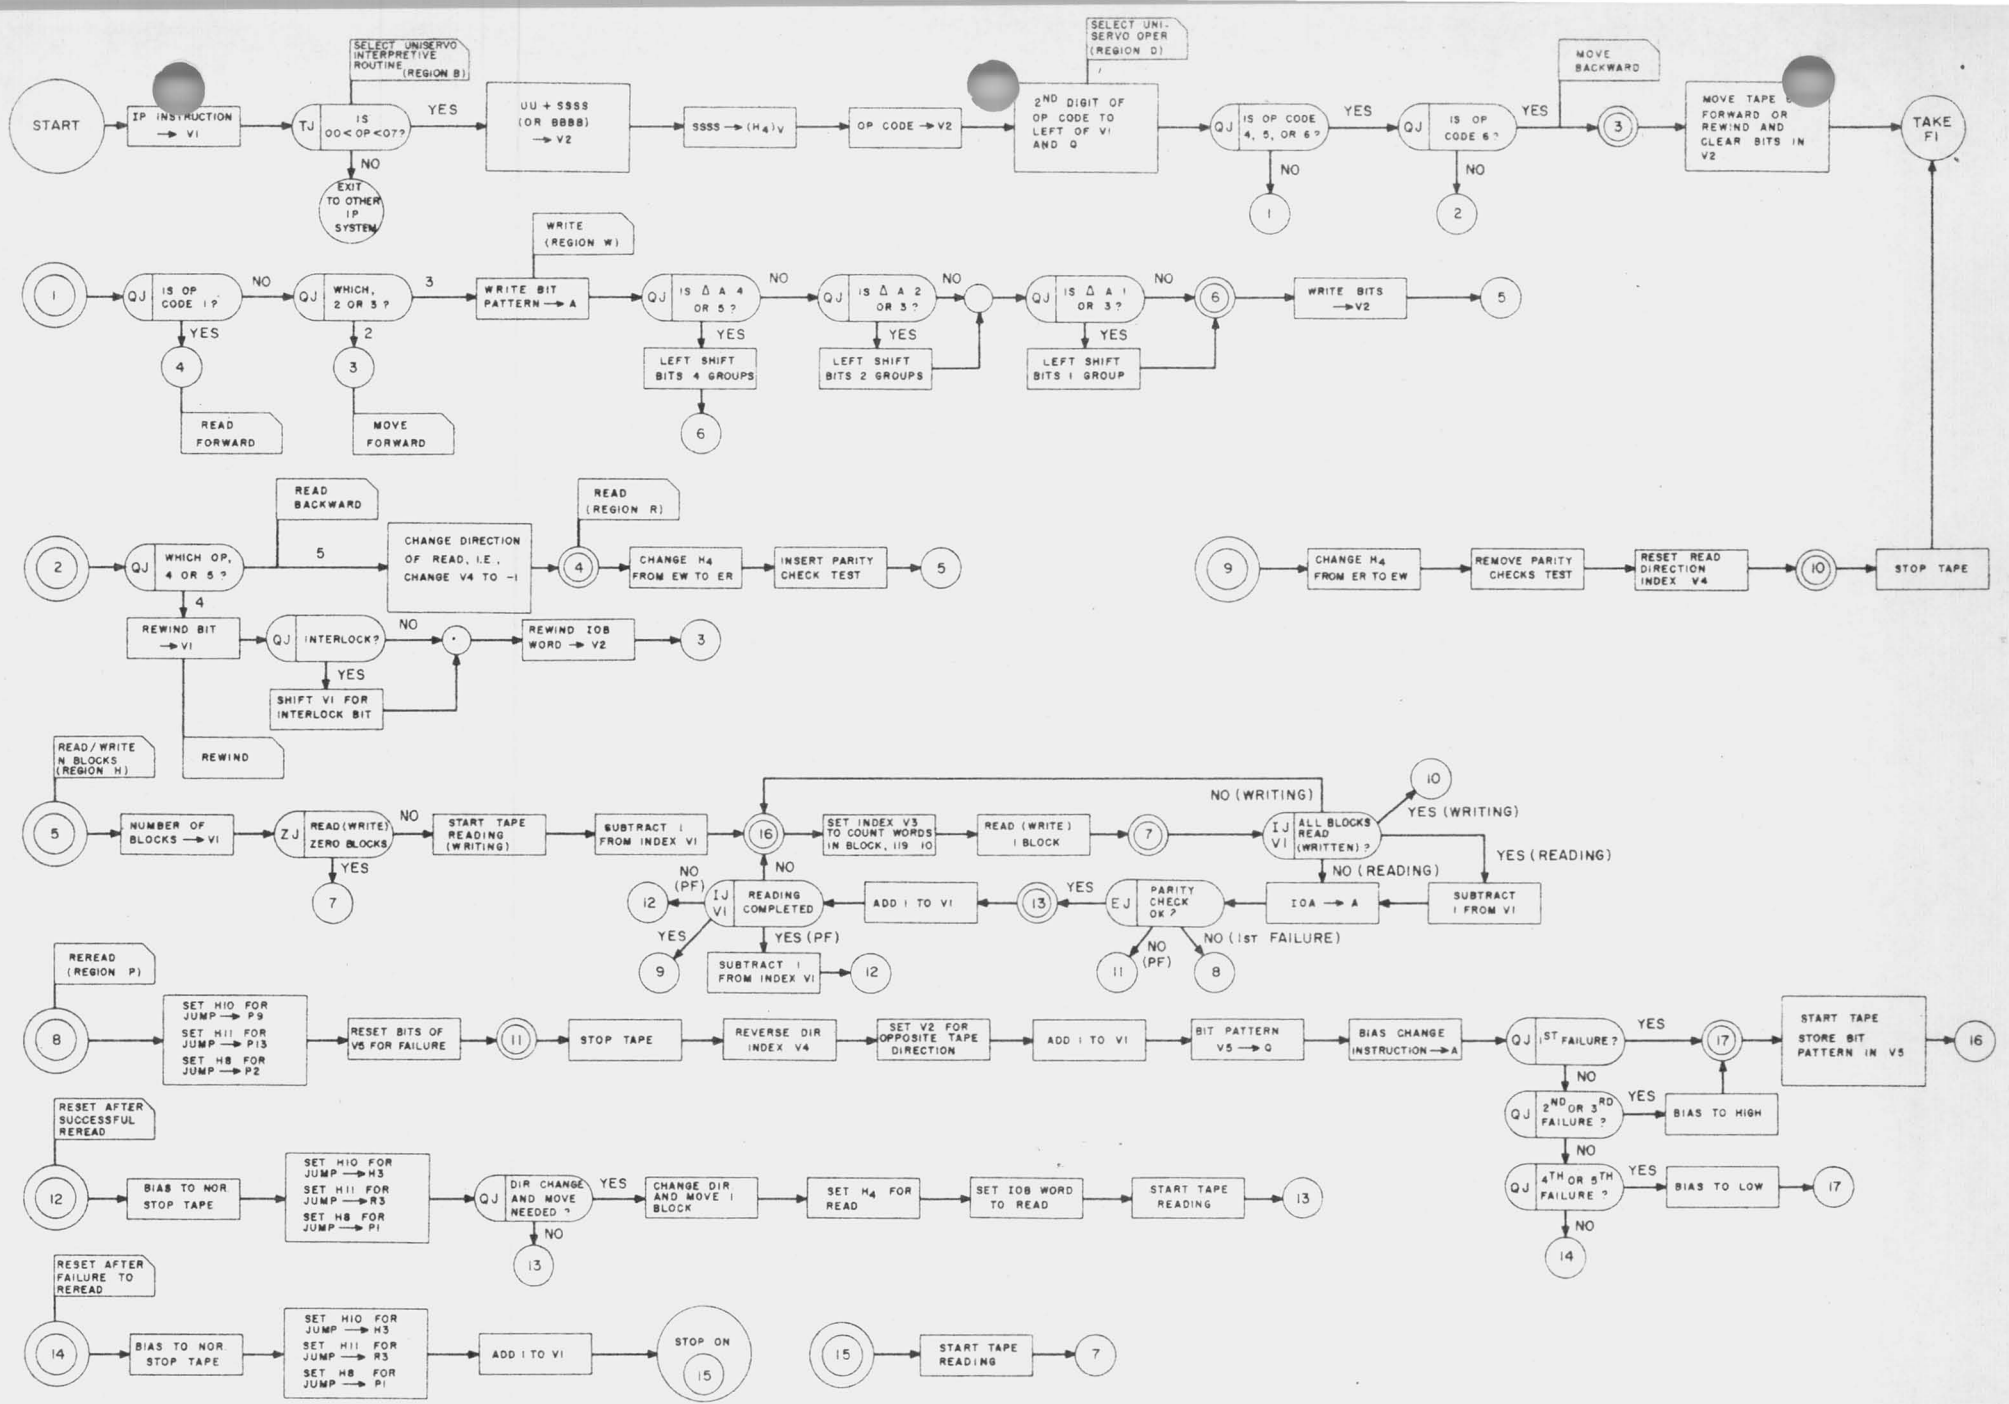 SELECT UNISERVO
INTERPRETIVE
ROUTINE
(REGION B)
SELECT UNI-
SERVO OPER
(REGION D)
MOVE
BACKWARD
START
IP INSTRUCTION
→ V1
TJ
IS
00 < OP < 07?
YES
NO
EXIT
TO OTHER
IP
SYSTEM
UU + SSSS
(OR BBBB)
→ V2
SSSS → (H4)V
OP CODE → V2
2ND DIGIT OF
OP CODE TO
LEFT OF V1
AND Q
QJ
IS OP CODE
4, 5, OR 6?
YES
NO
1
QJ
IS OP
CODE 6?
YES
NO
2
3
MOVE TAPE
FORWARD OR
REWIND AND
CLEAR BITS IN
V2
TAKE
F1
WRITE
(REGION W)
1
QJ
IS OP
CODE 1?
NO
YES
4
READ
FORWARD
QJ
WHICH,
2 OR 3?
3
2
3
MOVE
FORWARD
WRITE BIT
PATTERN → A
QJ
IS Δ A 4
OR 5?
NO
YES
LEFT SHIFT
BITS 4 GROUPS
6
QJ
IS Δ A 2
OR 3?
NO
YES
LEFT SHIFT
BITS 2 GROUPS
QJ
IS Δ A 1
OR 3?
NO
YES
LEFT SHIFT
BITS 1 GROUP
6
WRITE BITS
→ V2
5
READ
BACKWARD
READ
(REGION R)
2
QJ
WHICH OP,
4 OR 5?
5
4
CHANGE DIRECTION
OF READ, I.E.,
CHANGE V4 TO -1
4
CHANGE H4
FROM EW TO ER
INSERT PARITY
CHECK TEST
5
9
CHANGE H4
FROM ER TO EW
REMOVE PARITY
CHECKS TEST
RESET READ
DIRECTION
INDEX V4
10
STOP TAPE
REWIND BIT
→ V1
QJ
INTERLOCK?
NO
YES
SHIFT V1 FOR
INTERLOCK BIT
REWIND IOB
WORD → V2
3
REWIND
READ/WRITE
N BLOCKS
(REGION H)
5
NUMBER OF
BLOCKS → V1
ZJ
READ (WRITE)
ZERO BLOCKS
NO
YES
7
START TAPE
READING
(WRITING)
SUBTRACT 1
FROM INDEX V1
16
SET INDEX V3
TO COUNT WORDS
IN BLOCK, 119 10
READ (WRITE)
1 BLOCK
7
IJ
V1
ALL BLOCKS
READ
(WRITTEN)?
NO (WRITING)
10
YES (WRITING)
YES (READING)
NO (READING)
SUBTRACT
1 FROM V1
IOA → A
EJ
PARITY
CHECK
OK?
YES
NO (1ST FAILURE)
NO
(PF)
11
8
13
ADD 1 TO V1
IJ
V1
READING
COMPLETED
NO
NO
(PF)
12
YES
9
YES (PF)
SUBTRACT 1
FROM INDEX V1
12
REREAD
(REGION P)
8
SET H10 FOR
JUMP → P9
SET H11 FOR
JUMP → P13
SET H8 FOR
JUMP → P2
RESET BITS OF
V5 FOR FAILURE
11
STOP TAPE
REVERSE DIR
INDEX V4
SET V2 FOR
OPPOSITE TAPE
DIRECTION
ADD 1 TO V1
BIT PATTERN
V5 → Q
BIAS CHANGE
INSTRUCTION → A
QJ
1ST FAILURE?
YES
NO
17
START TAPE
STORE BIT
PATTERN IN V5
16
QJ
2ND OR 3RD
FAILURE?
YES
BIAS TO HIGH
NO
QJ
4TH OR 5TH
FAILURE?
YES
BIAS TO LOW
17
NO
14
RESET AFTER
SUCCESSFUL
REREAD
12
BIAS TO NOR.
STOP TAPE
SET H10 FOR
JUMP → H3
SET H11 FOR
JUMP → R3
SET H8 FOR
JUMP → P1
QJ
DIR CHANGE
AND MOVE
NEEDED?
YES
NO
13
CHANGE DIR
AND MOVE 1
BLOCK
SET H4 FOR
READ
SET IOB WORD
TO READ
START TAPE
READING
13
RESET AFTER
FAILURE TO
REREAD
14
BIAS TO NOR.
STOP TAPE
SET H10 FOR
JUMP → H3
SET H11 FOR
JUMP → R3
SET H8 FOR
JUMP → P1
ADD 1 TO V1
STOP ON
15
15
START TAPE
READING
7